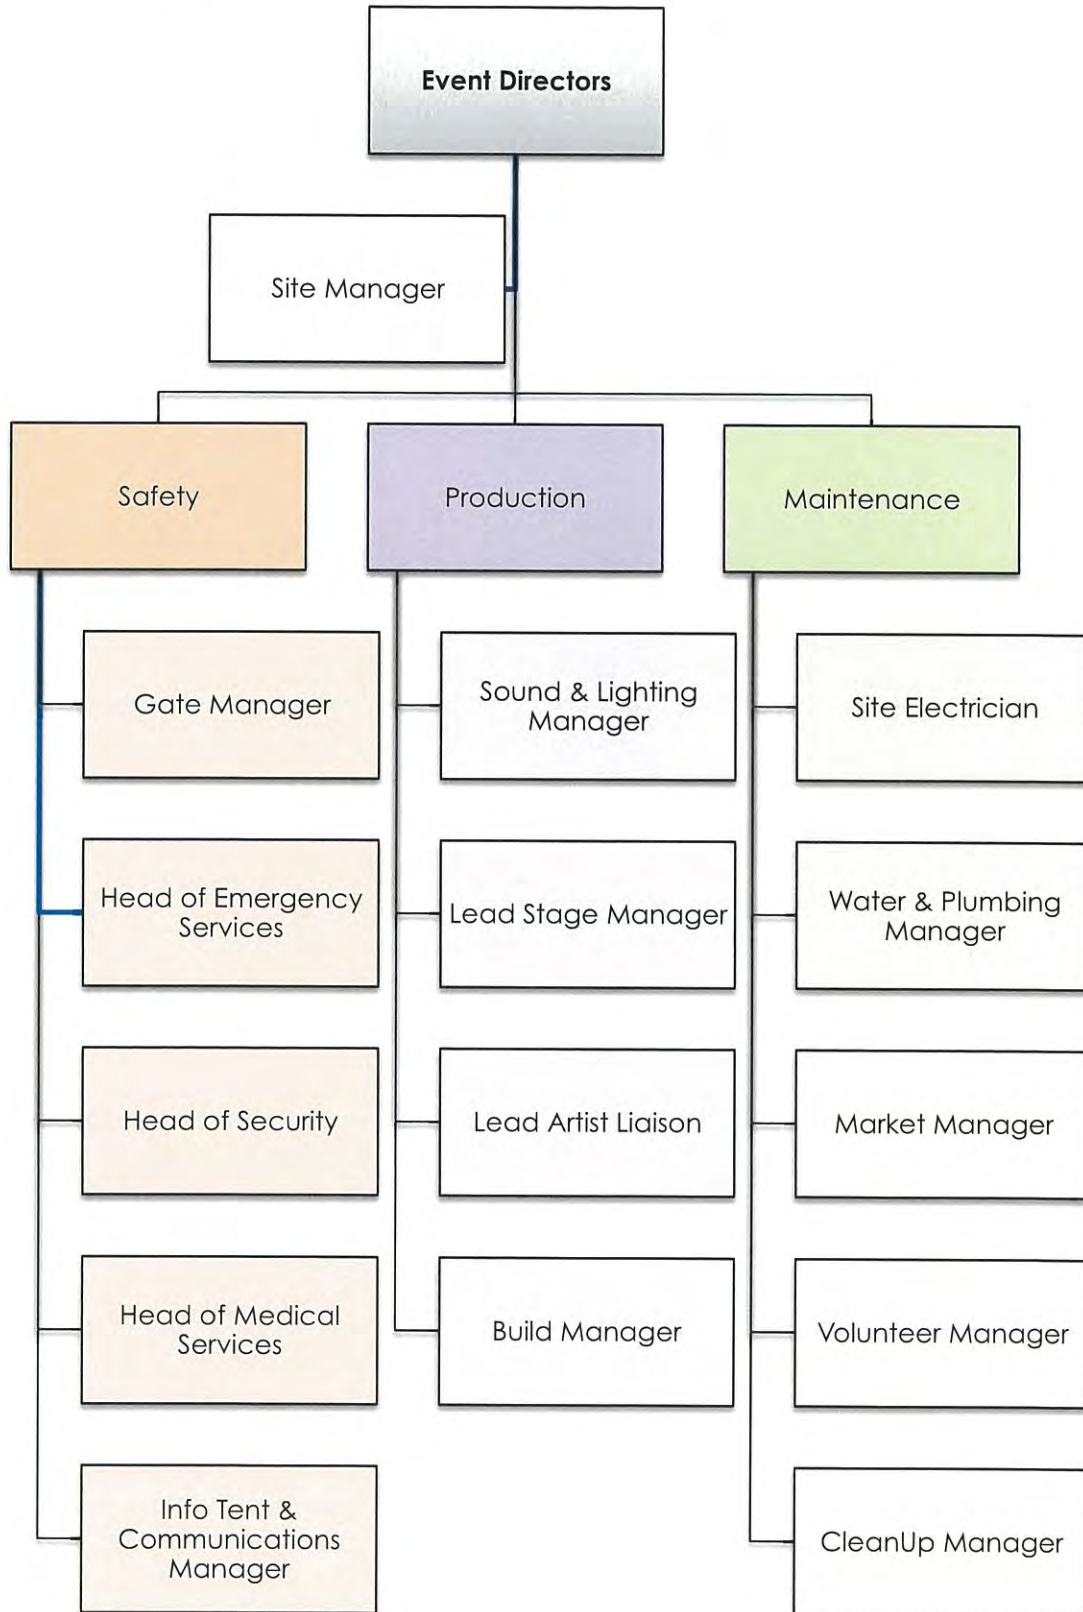 Event Directors
Site Manager
Safety
Production
Maintenance
Gate Manager
Head of Emergency
Services
Head of Security
Head of Medical
Services
Info Tent &
Communications
Manager
Sound & Lighting
Manager
Lead Stage Manager
Lead Artist Liaison
Build Manager
Site Electrician
Water & Plumbing
Manager
Market Manager
Volunteer Manager
CleanUp Manager